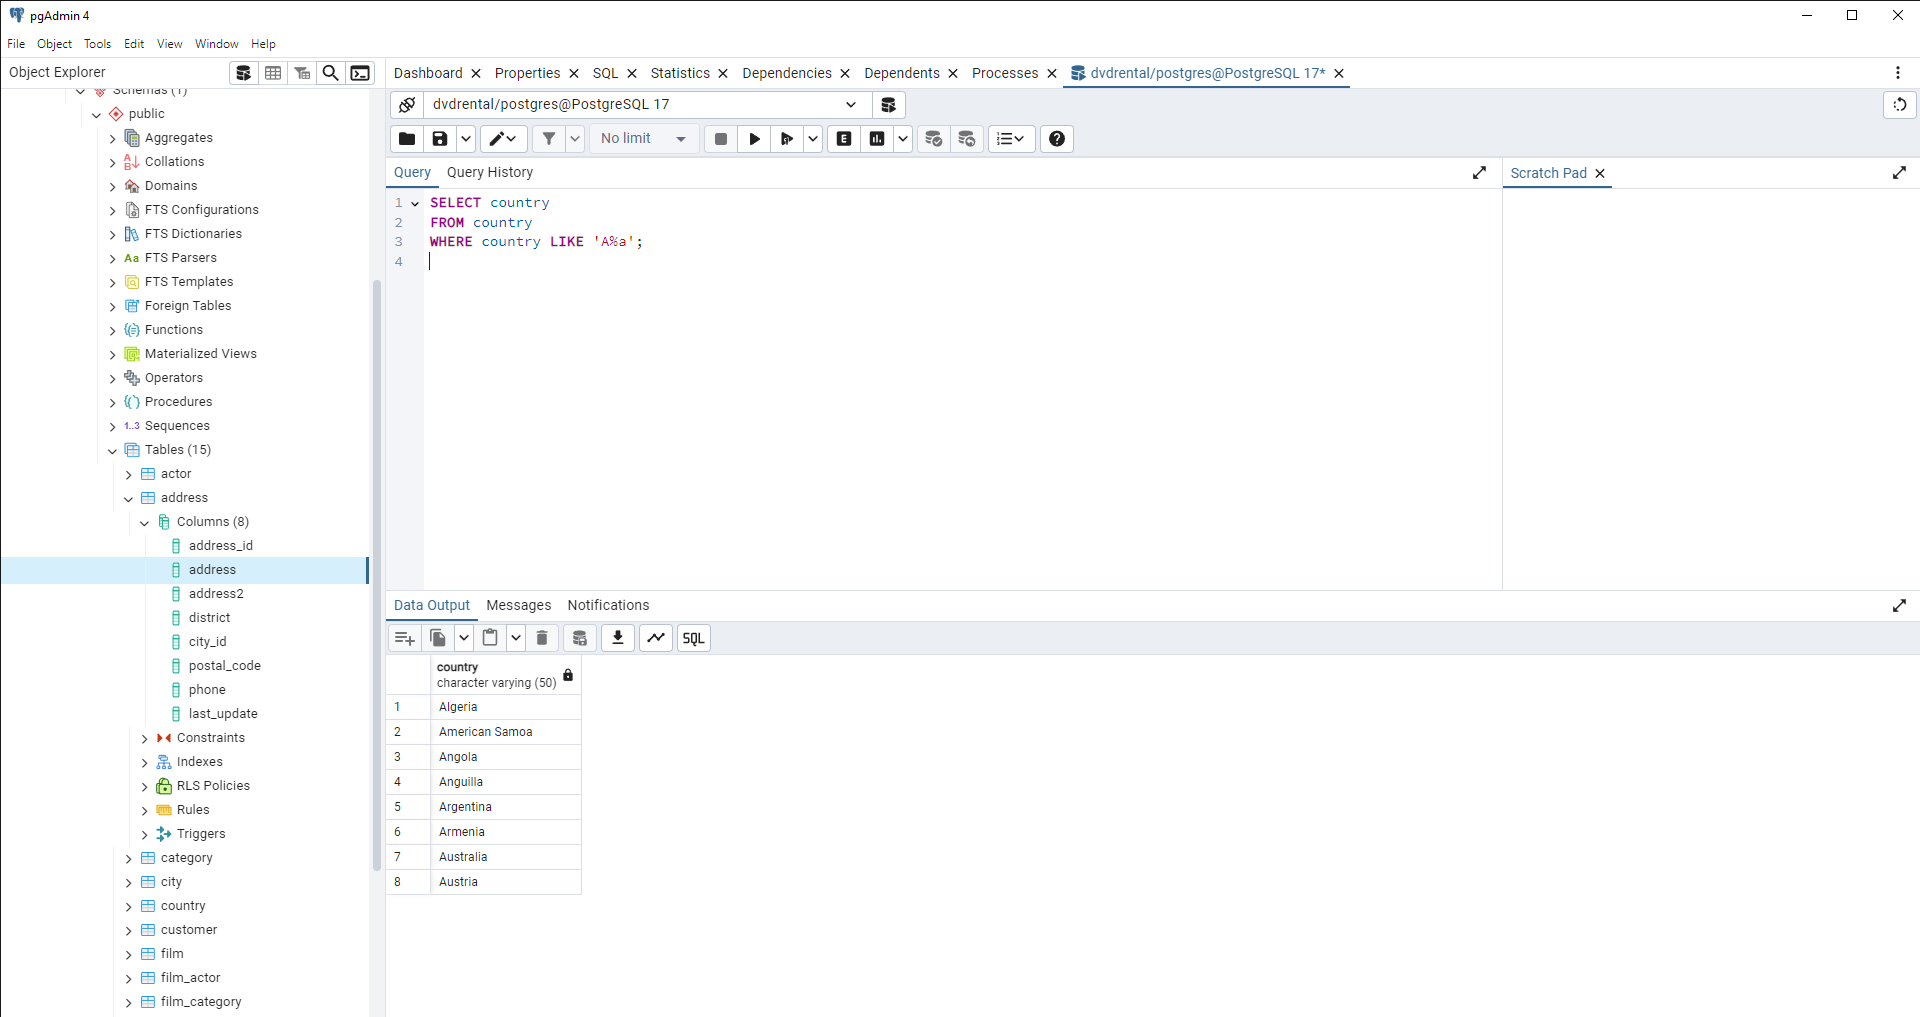 pgAdmin 4
File Object Tools Edit View Window Help
Object Explorer
Dashboard Properties SQL Statistics Dependencies Dependents Processes dvdrental/postgres@PostgreSQL 17*
dvdrental/postgres@PostgreSQL 17
No limit
E
Query Query History
Scratch Pad
1 SELECT country
2 FROM country
3 WHERE country LIKE 'A%a';
4
Schemas (1)
public
Aggregates
Collations
Domains
FTS Configurations
FTS Dictionaries
Aa FTS Parsers
FTS Templates
Foreign Tables
Functions
Materialized Views
Operators
Procedures
1..3 Sequences
Tables (15)
actor
address
Columns (8)
address_id
address
address2
district
city_id
postal_code
phone
last_update
Constraints
Indexes
RLS Policies
Rules
Triggers
category
city
country
customer
film
film_actor
film_category
Data Output Messages Notifications
SQL
country
character varying (50)
1 Algeria
2 American Samoa
3 Angola
4 Anguilla
5 Argentina
6 Armenia
7 Australia
8 Austria